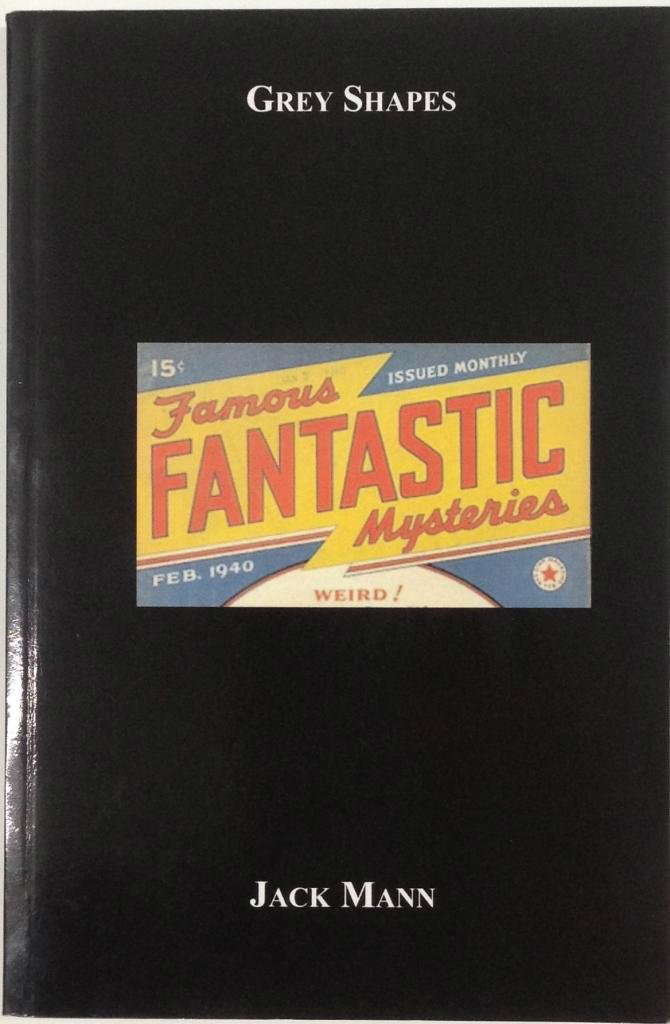 GREY SHAPES
15¢
ISSUED MONTHLY
Famous
FANTASTIC
Mysteries
FEB. 1940
WEIRD!
JACK MANN